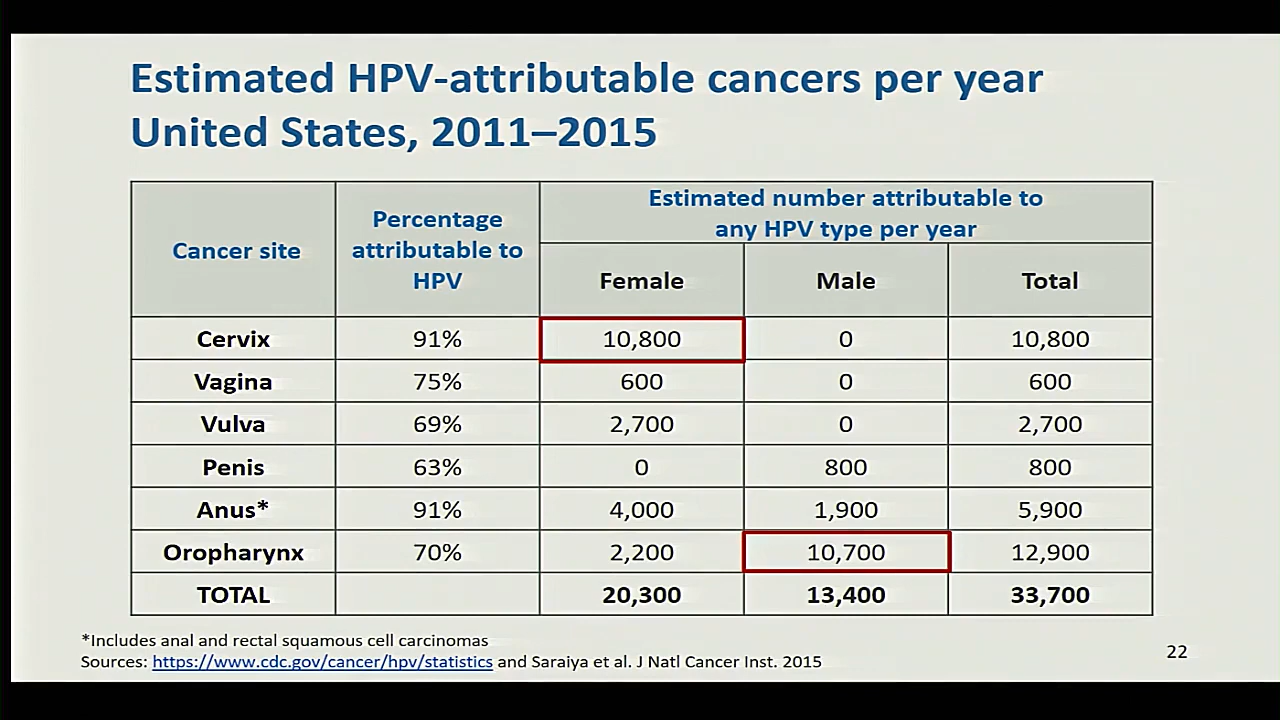 Estimated HPV-attributable cancers per year
United States, 2011–2015
Cancer site
Percentage
attributable to
HPV
Estimated number attributable to
any HPV type per year
Female Male Total
Cervix 91% 10,800 0 10,800
Vagina 75% 600 0 600
Vulva 69% 2,700 0 2,700
Penis 63% 0 800 800
Anus* 91% 4,000 1,900 5,900
Oropharynx 70% 2,200 10,700 12,900
TOTAL 20,300 13,400 33,700
*Includes anal and rectal squamous cell carcinomas
Sources: https://www.cdc.gov/cancer/hpv/statistics and Saraiya et al. J Natl Cancer Inst. 2015
22